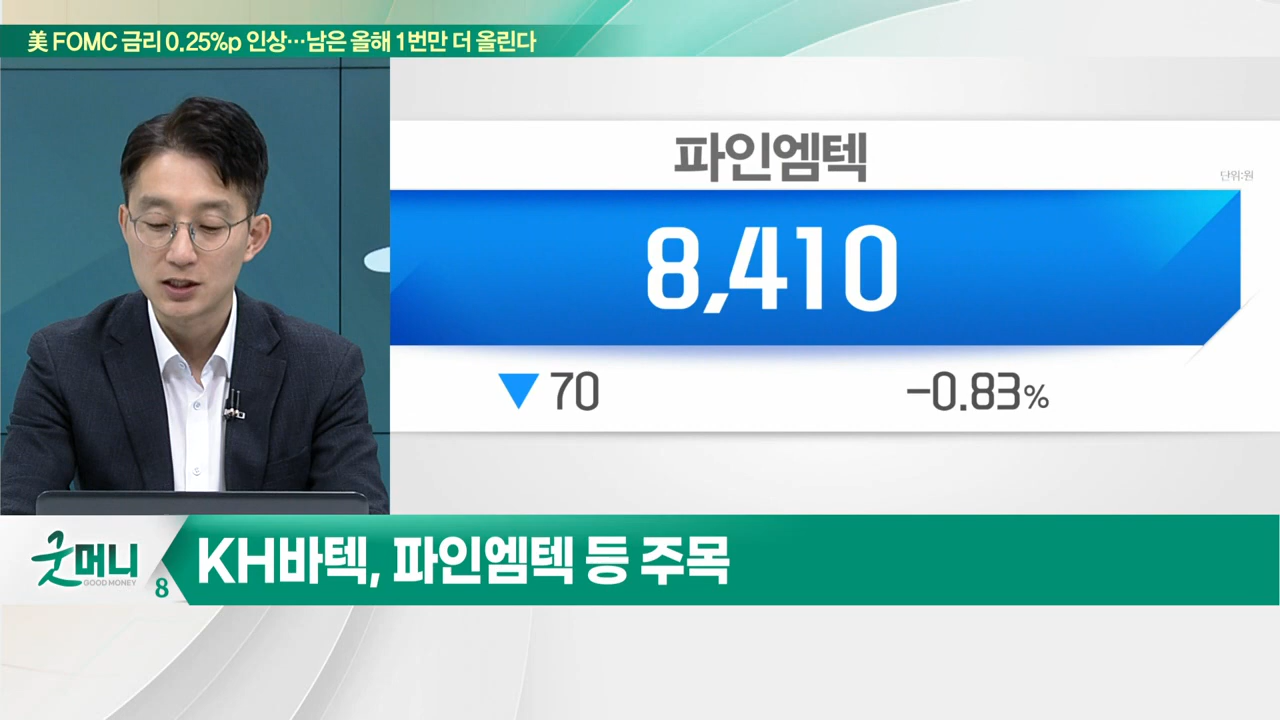 美 FOMC 금리 0.25%p 인상…남은 올해 1번만 더 올린다
파인엠텍
단위:원
8,410
▼ 70
-0.83%
굿머니
GOOD MONEY
8
KH바텍, 파인엠텍 등 주목